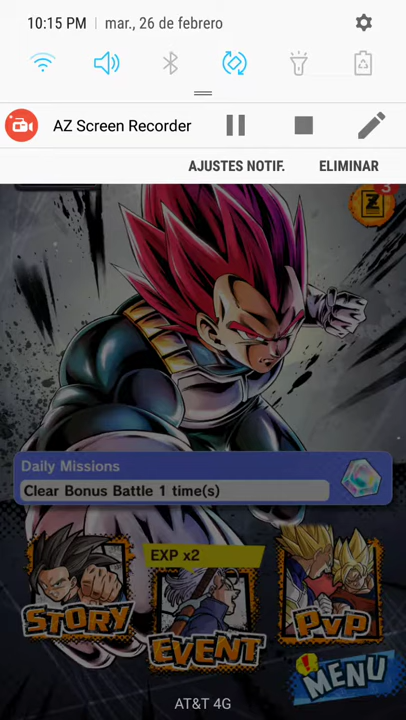 10:15 PM | mar., 26 de febrero
AZ Screen Recorder
AJUSTES NOTIF. ELIMINAR
3
Z
Daily Missions
Clear Bonus Battle 1 time(s)
EXP x2
STORY
EVENT
PvP
! MENU
AT&T 4G